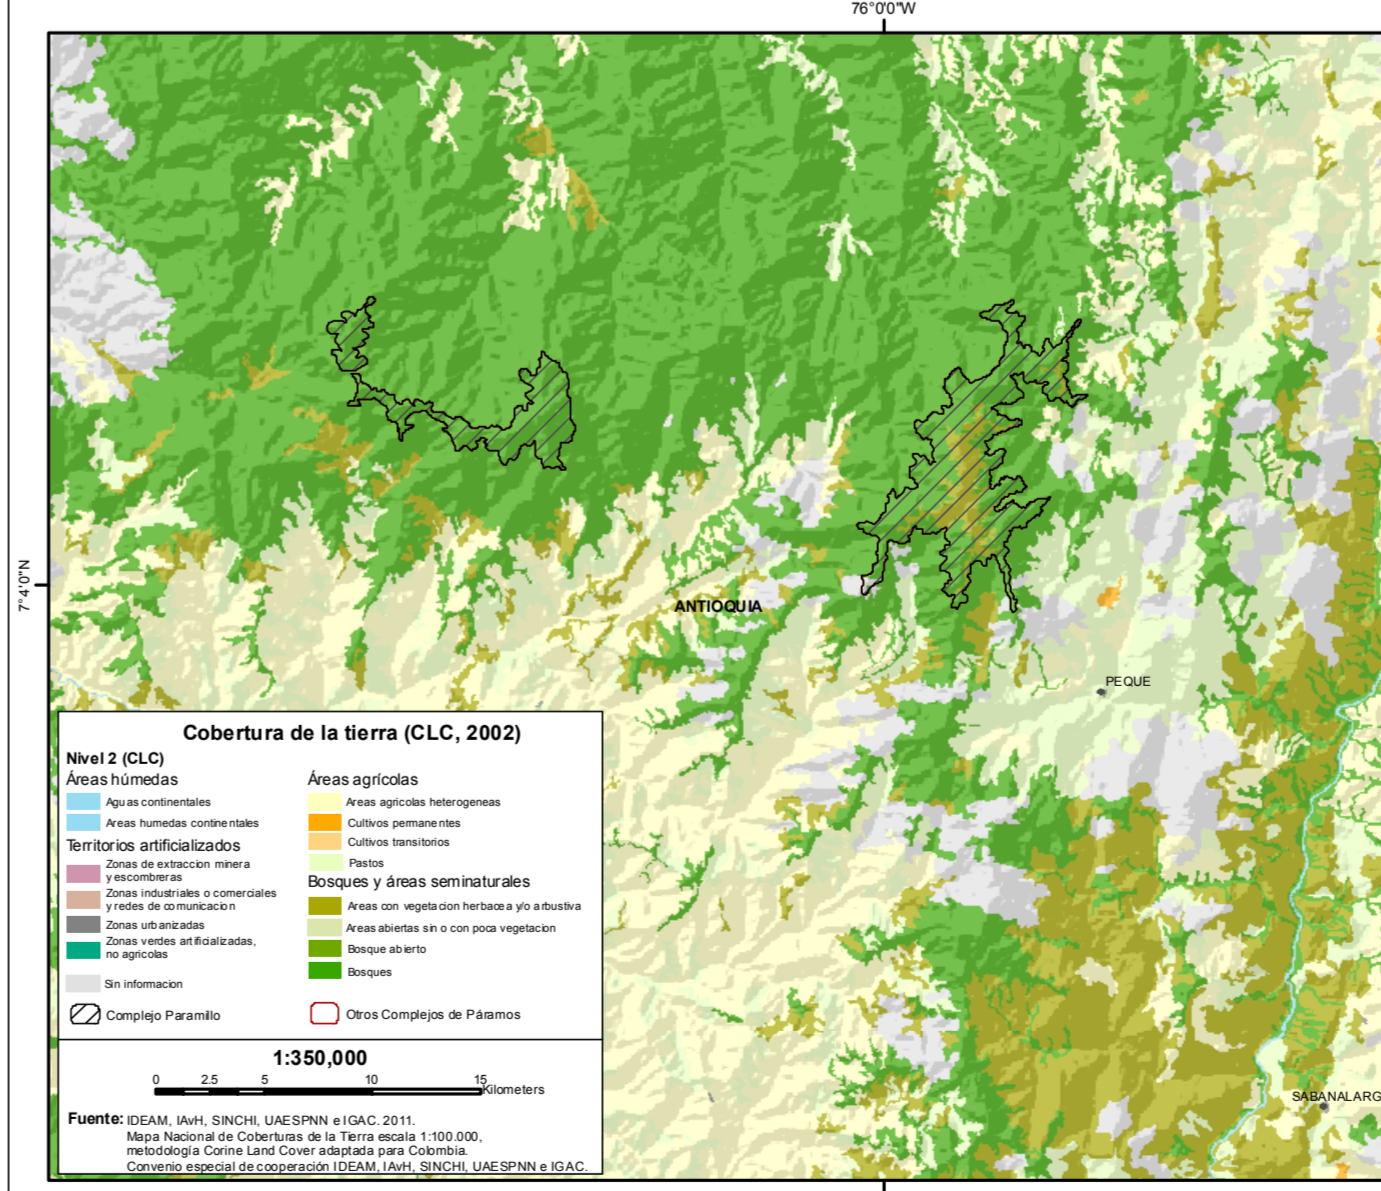 76°0'0"W
7°4'0"N
ANTIOQUIA
PEQUE
SABANALARG
Cobertura de la tierra (CLC, 2002)
Nivel 2 (CLC)
Áreas húmedas
Aguas continentales
Areas humedas continentales
Territorios artificializados
Zonas de extraccion minera
y escombreras
Zonas industriales o comerciales
y redes de comunicacion
Zonas urbanizadas
Zonas verdes artificializadas,
no agricolas
Sin informacion
Complejo Paramillo
Áreas agrícolas
Areas agricolas heterogeneas
Cultivos permanentes
Cultivos transitorios
Pastos
Bosques y áreas seminaturales
Areas con vegetacion herbacea y/o arbustiva
Areas abiertas sin o con poca vegetacion
Bosque abierto
Bosques
Otros Complejos de Páramos
1:350,000
0 2.5 5 10 15
Kilometers
Fuente: IDEAM, IAvH, SINCHI, UAESPNN e IGAC. 2011.
Mapa Nacional de Coberturas de la Tierra escala 1:100.000,
metodología Corine Land Cover adaptada para Colombia.
Convenio especial de cooperación IDEAM, IAvH, SINCHI, UAESPNN e IGAC.